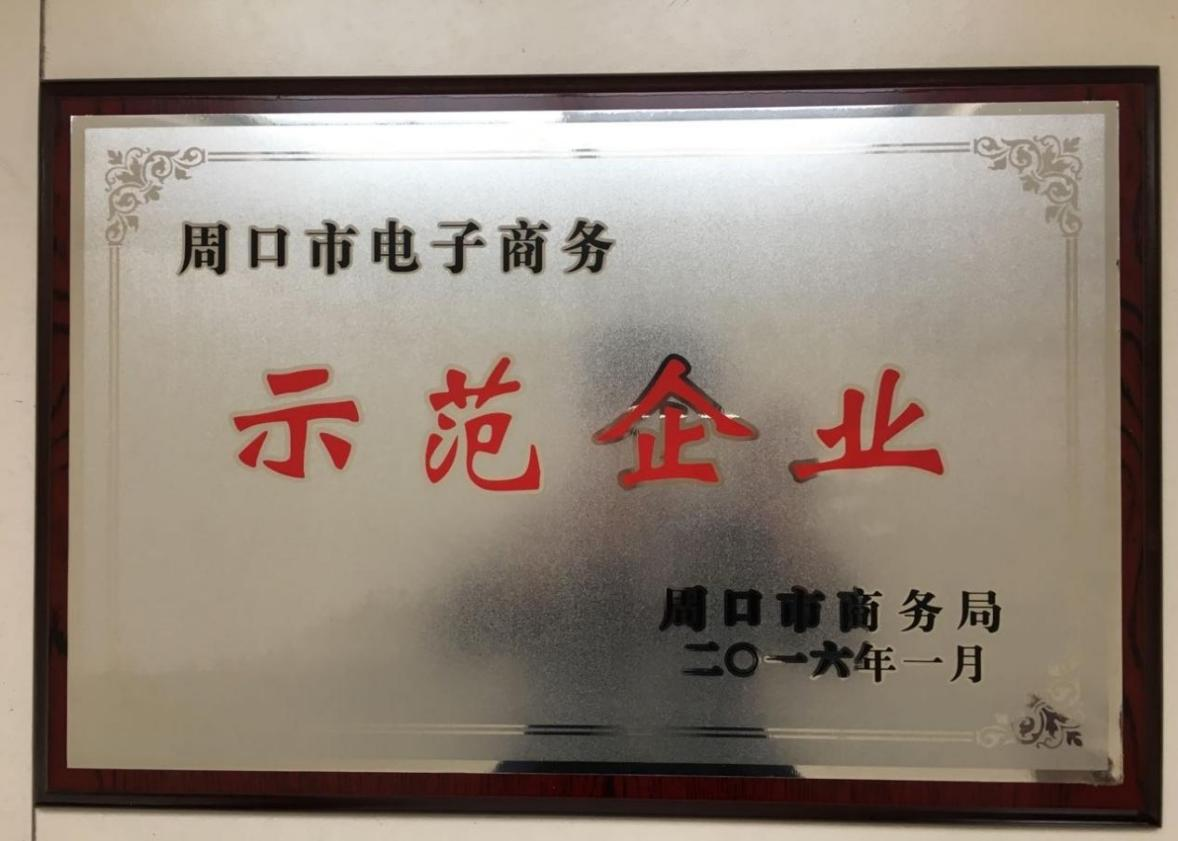 周口市电子商务
示范企业
周口市商务局
二〇一六年一月